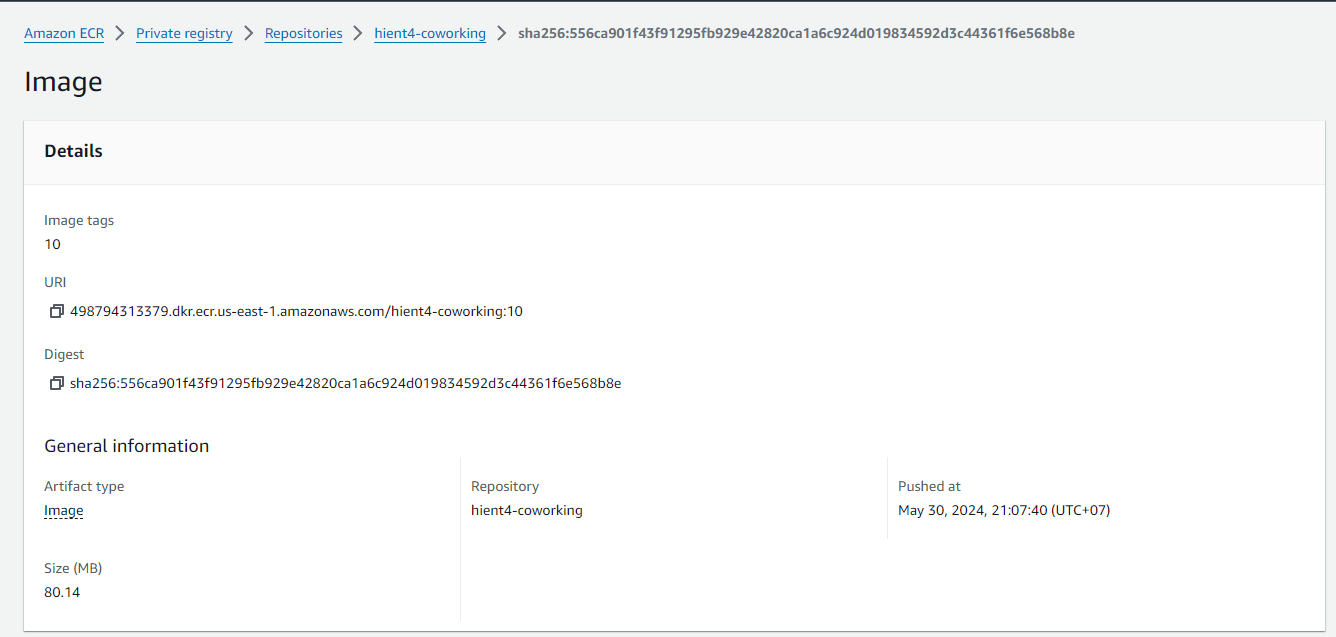 Amazon ECR > Private registry > Repositories > hient4-coworking > sha256:556ca901f43f91295fb929e42820ca1a6c924d019834592d3c44361f6e568b8e
Image
Details
Image tags
10
URI
498794313379.dkr.ecr.us-east-1.amazonaws.com/hient4-coworking:10
Digest
sha256:556ca901f43f91295fb929e42820ca1a6c924d019834592d3c44361f6e568b8e
General information
Artifact type
Image
Repository
hient4-coworking
Pushed at
May 30, 2024, 21:07:40 (UTC+07)
Size (MB)
80.14